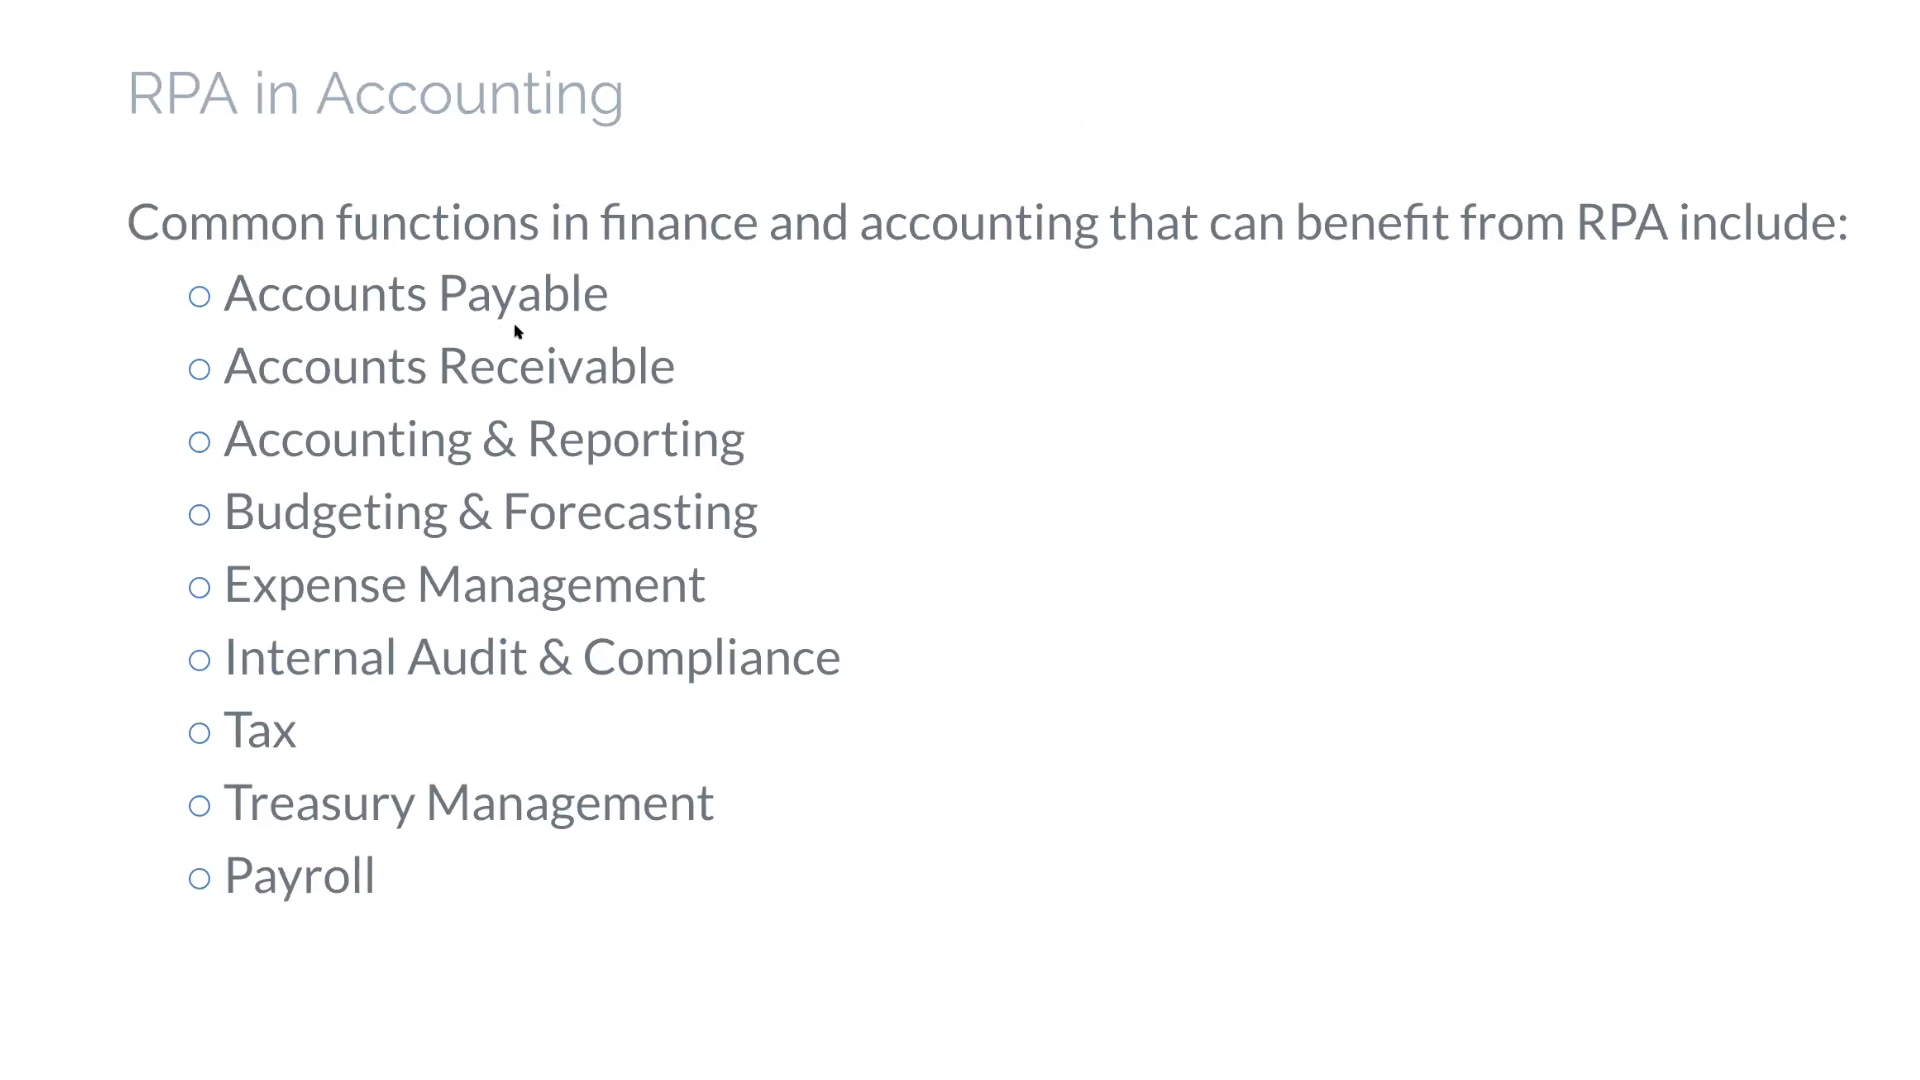 RPA in Accounting
Common functions in finance and accounting that can benefit from RPA include:
○ Accounts Payable
○ Accounts Receivable
○ Accounting & Reporting
○ Budgeting & Forecasting
○ Expense Management
○ Internal Audit & Compliance
○ Tax
○ Treasury Management
○ Payroll